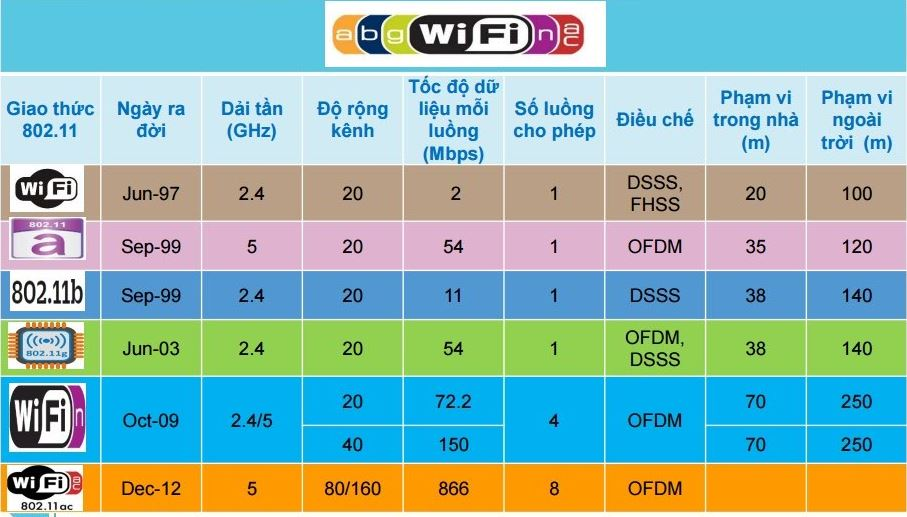 a b g WiFi n ac
Giao thức 802.11
Ngày ra đời
Dải tần (GHz)
Độ rộng kênh
Tốc độ dữ liệu mỗi luồng (Mbps)
Số luồng cho phép
Điều chế
Phạm vi trong nhà (m)
Phạm vi ngoài trời (m)
WiFi Jun-97 2.4 20 2 1 DSSS, FHSS 20 100
802.11 a Sep-99 5 20 54 1 OFDM 35 120
802.11b Sep-99 2.4 20 11 1 DSSS 38 140
802.11g Jun-03 2.4 20 54 1 OFDM, DSSS 38 140
WiFi n Oct-09 2.4/5 20 72.2 4 OFDM 70 250
40 150 70 250
WiFi ac 802.11ac Dec-12 5 80/160 866 8 OFDM